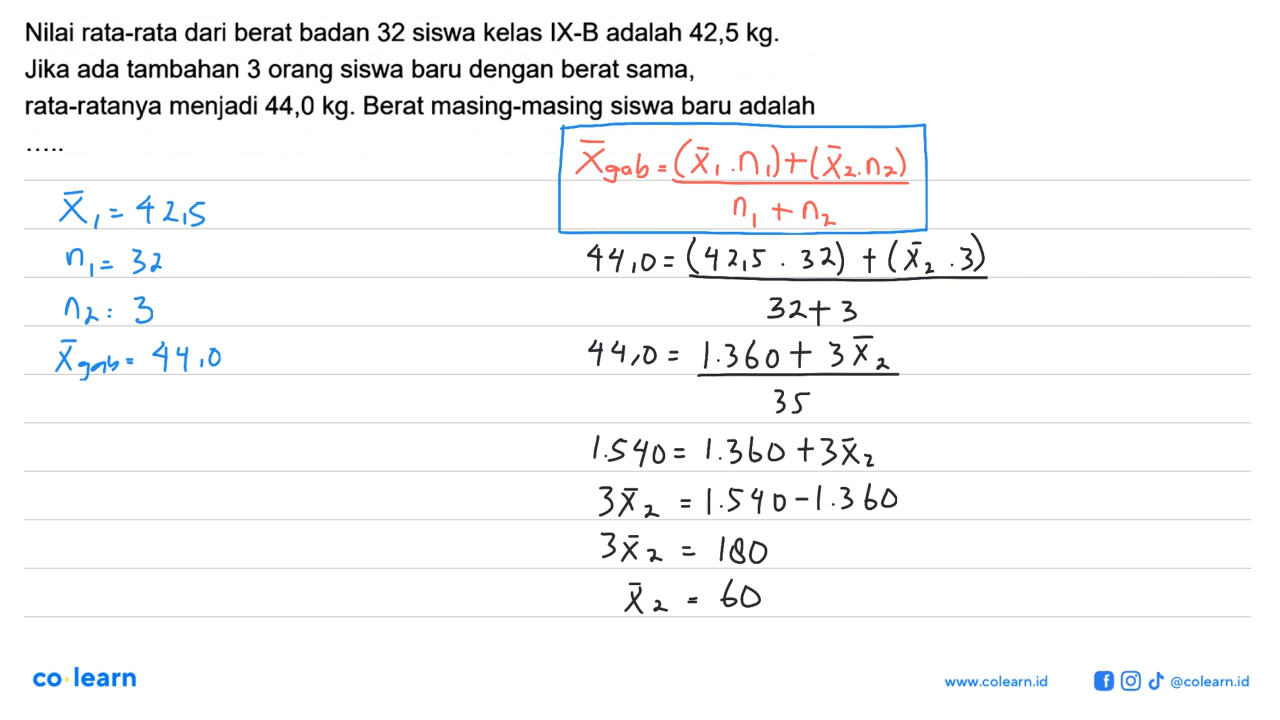 Nilai rata-rata dari berat badan 32 siswa kelas IX-B adalah 42,5 kg.
Jika ada tambahan 3 orang siswa baru dengan berat sama,
rata-ratanya menjadi 44,0 kg. Berat masing-masing siswa baru adalah
.....
x̄₁ = 42,5
n₁ = 32
n₂ : 3
x̄gab = 44,0
x̄gab = (x̄₁ . n₁) + (x̄₂ . n₂)
n₁ + n₂
44,0 = (42,5 . 32) + (x̄₂ . 3)
32 + 3
44,0 = 1.360 + 3x̄₂
35
1.540 = 1.360 + 3x̄₂
3x̄₂ = 1.540 - 1.360
3x̄₂ = 180
x̄₂ = 60
co·learn
www.colearn.id
@colearn.id